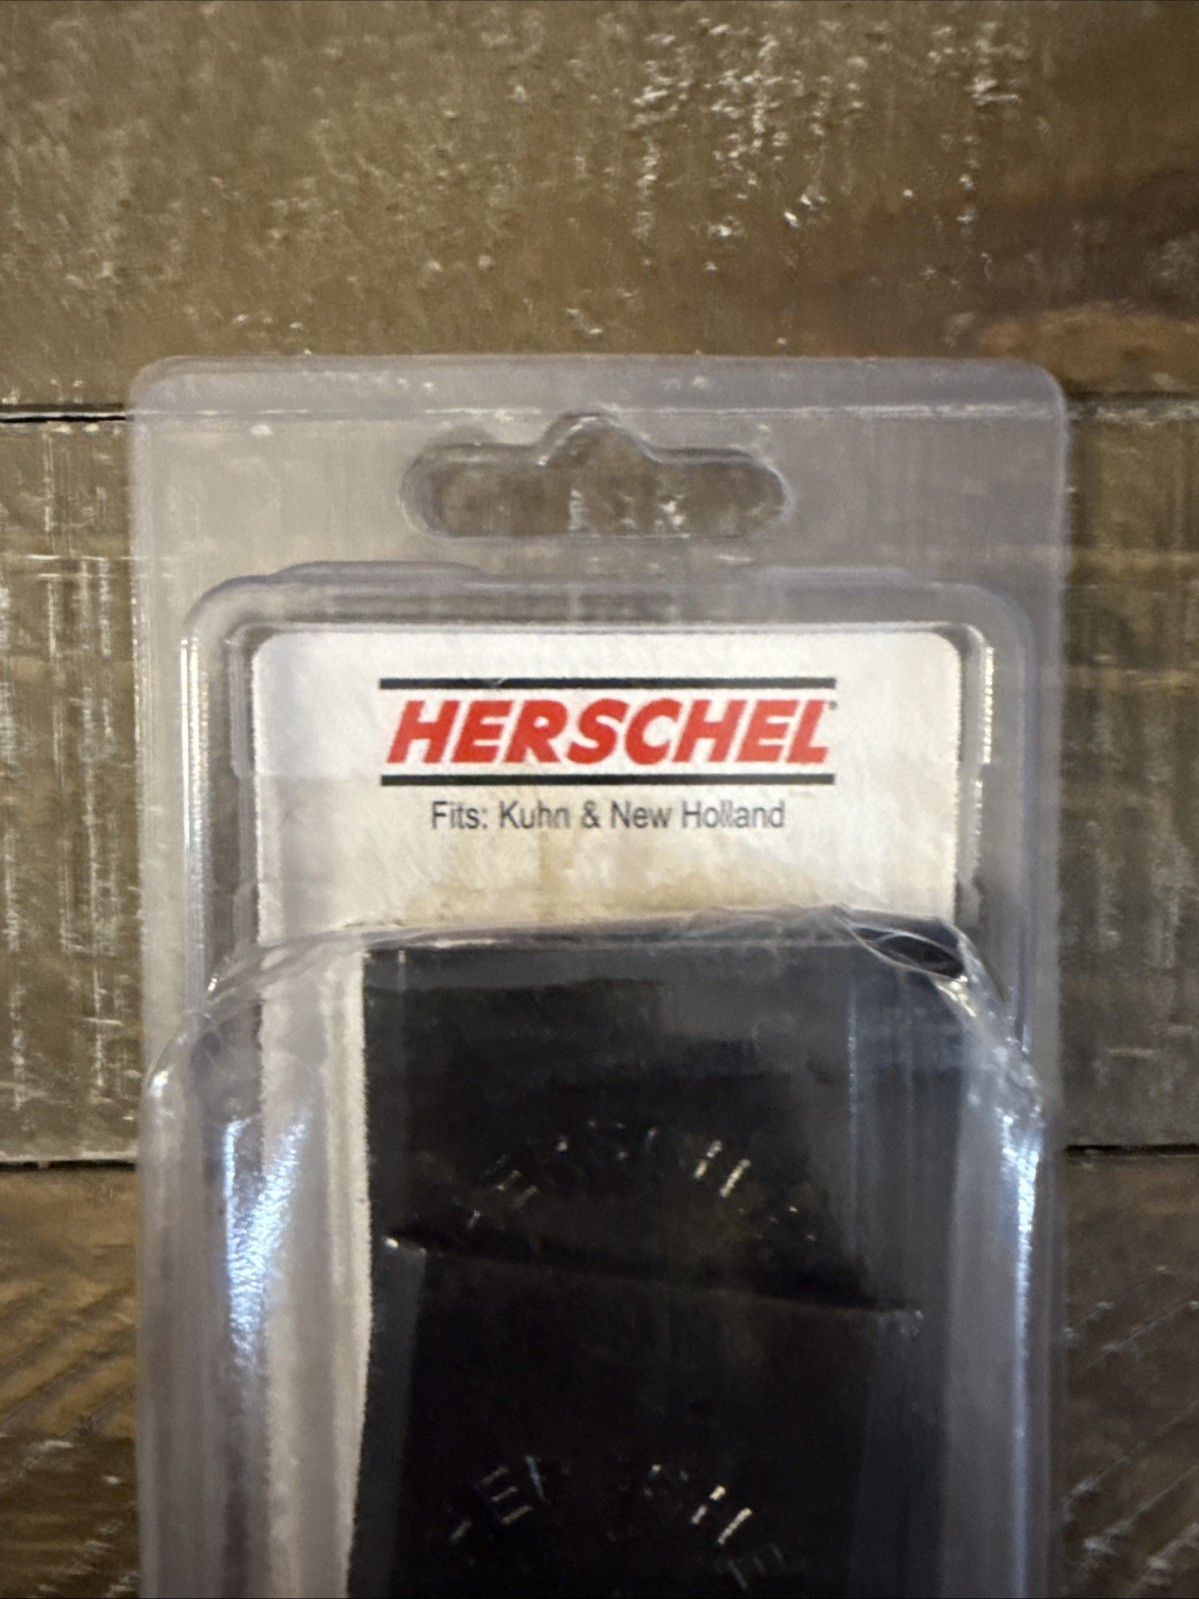 HERSCHEL
Fits: Kuhn & New Holland